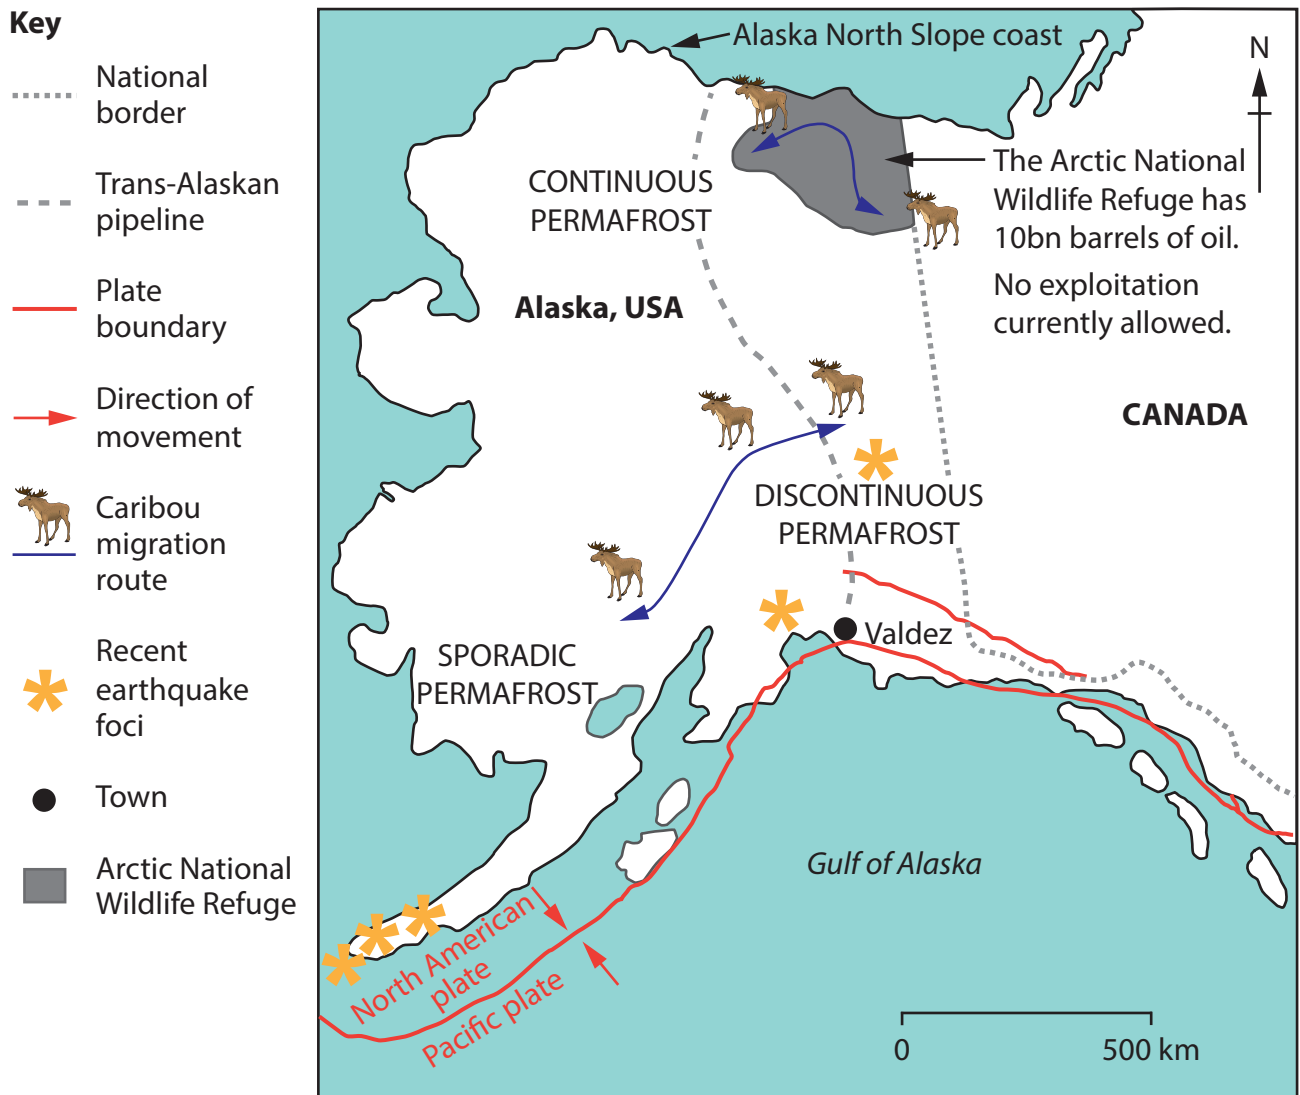 Key
National
border
Trans-Alaskan
pipeline
Plate
boundary
Direction of
movement
Caribou
migration
route
Recent
earthquake
foci
Town
Arctic National
Wildlife Refuge
Alaska North Slope coast
N
CONTINUOUS
PERMAFROST
The Arctic National
Wildlife Refuge has
10bn barrels of oil.
No exploitation
currently allowed.
Alaska, USA
CANADA
DISCONTINUOUS
PERMAFROST
Valdez
SPORADIC
PERMAFROST
Gulf of Alaska
North American
plate
Pacific plate
0
500 km